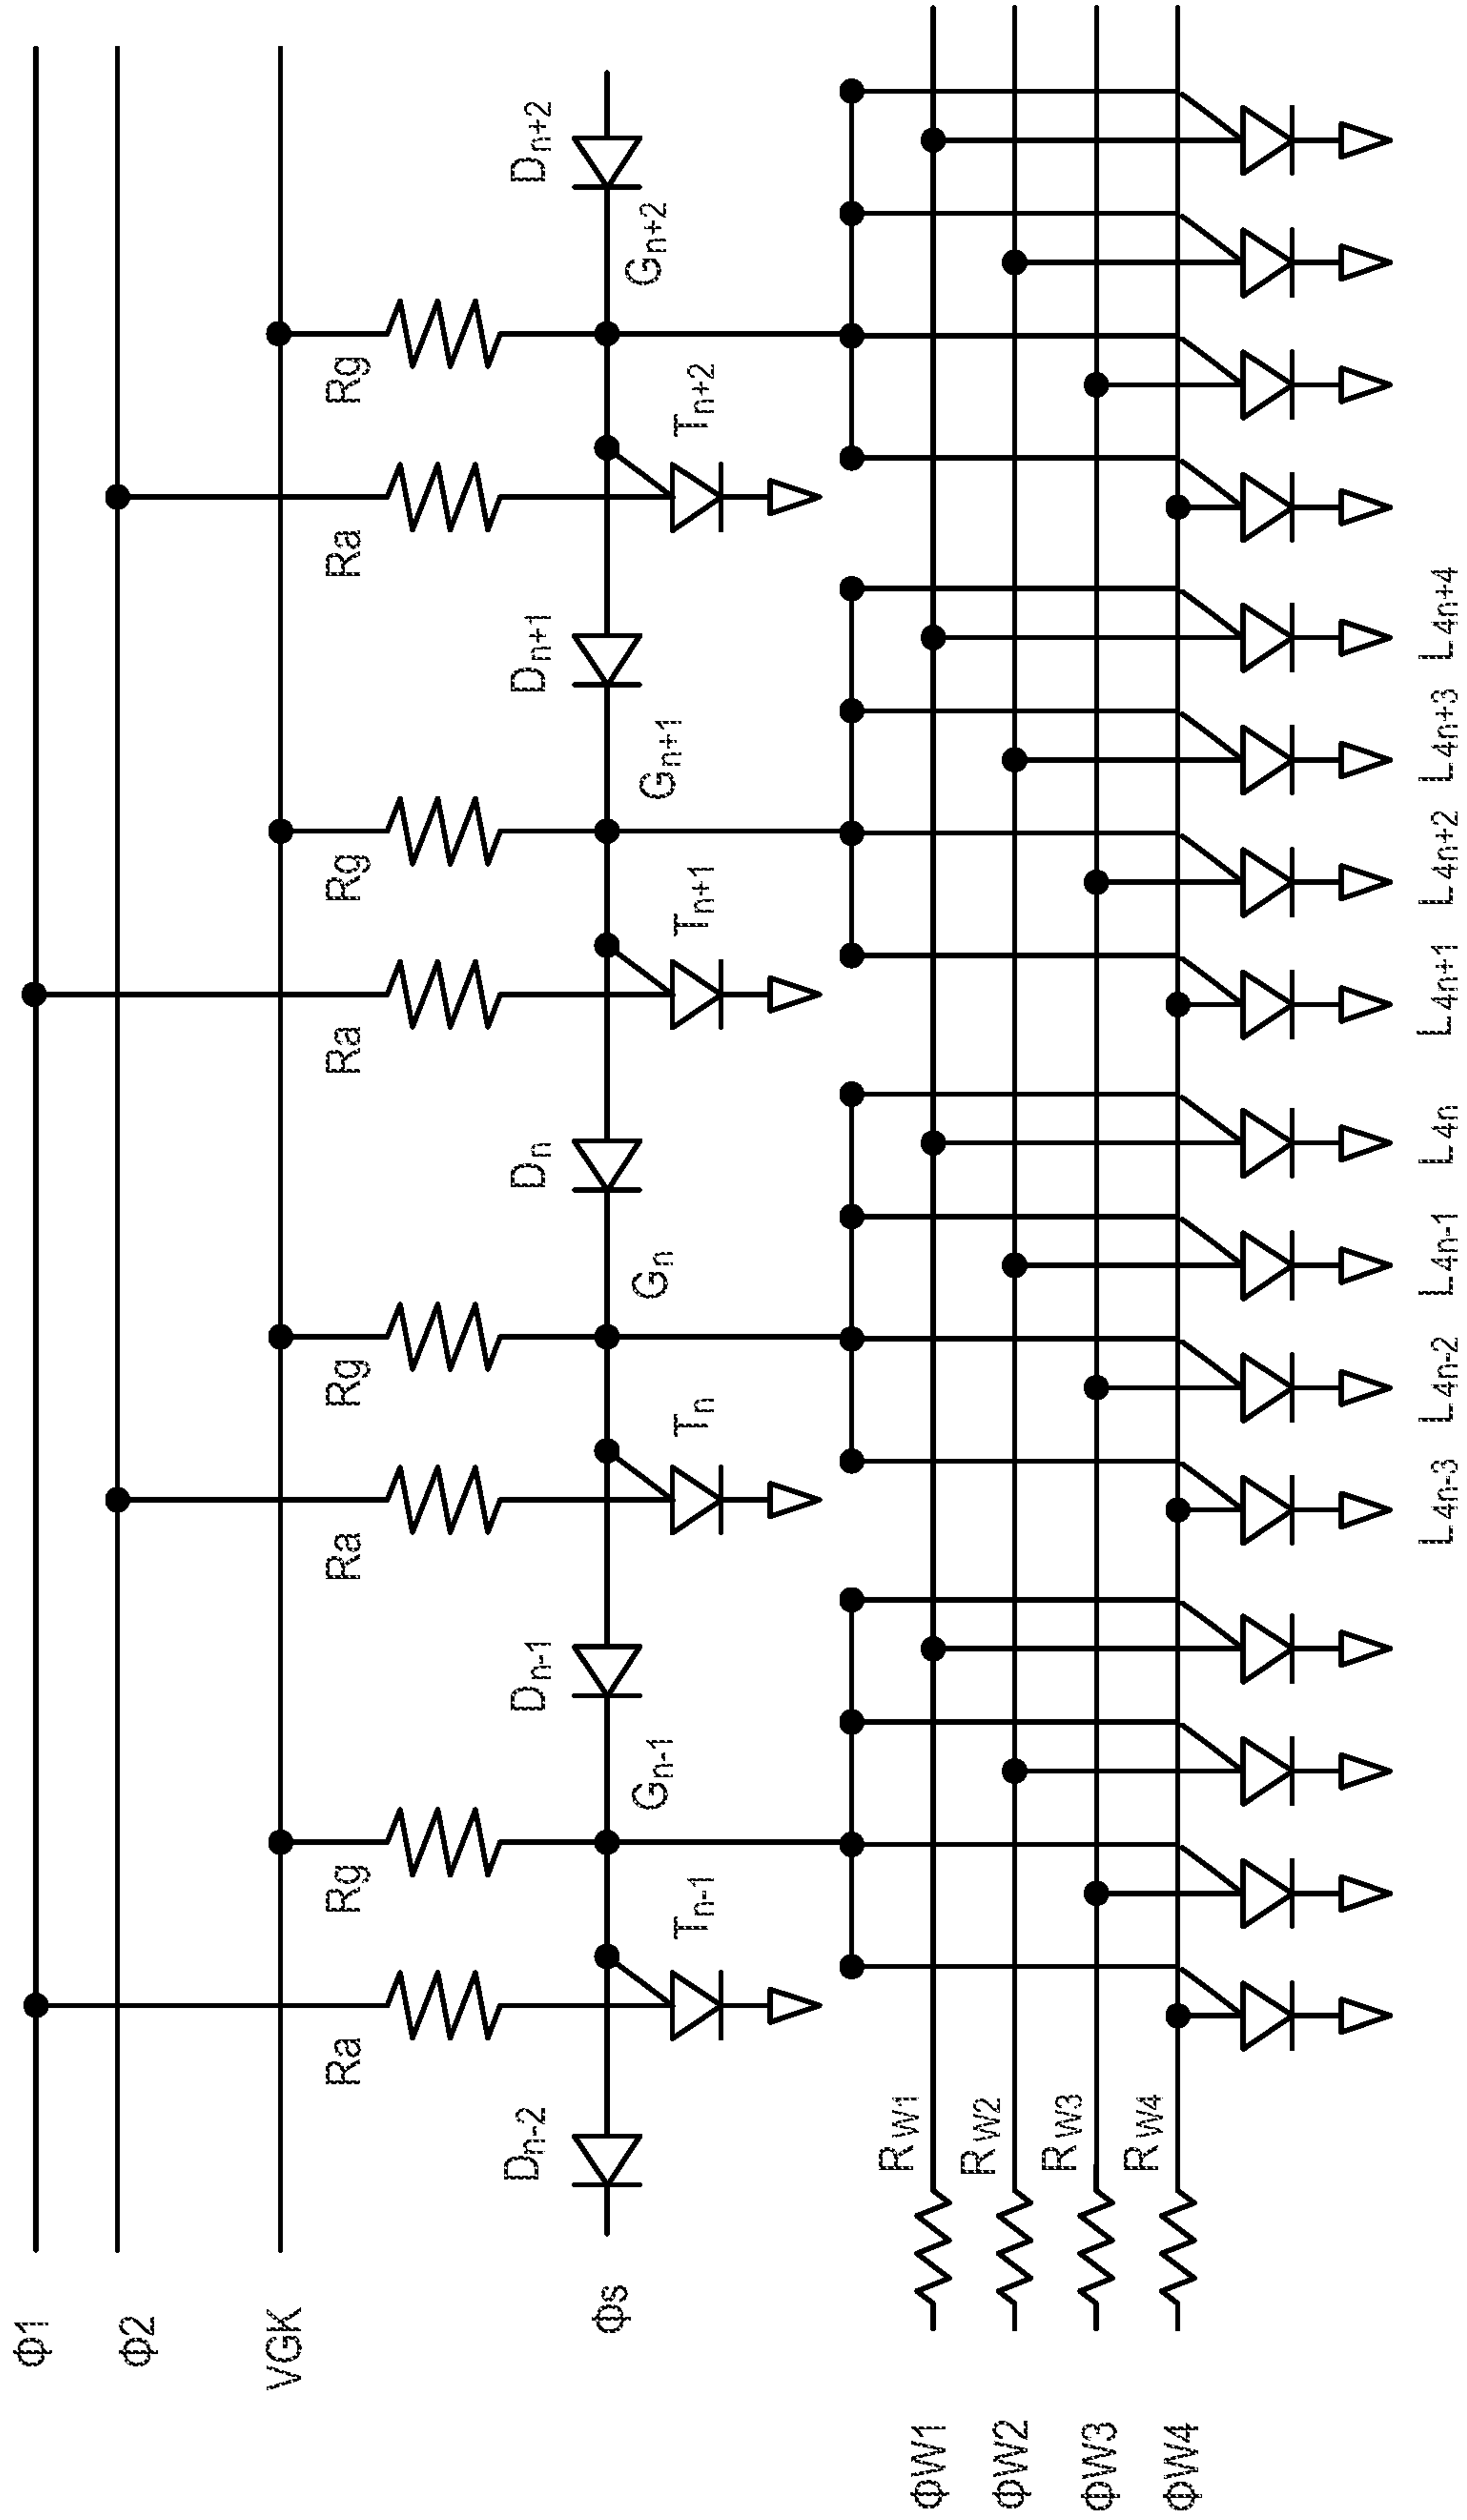 Φ1
Φ2
VGK
Ra Rg Ra Rg Ra Rg Ra Rg
Dn-2 Dn-1 Dn Dn+1 Dn+2
Φs
Gn-1 Gn Gn+1 Gn+2
Tn-1 Tn Tn+1 Tn+2
ΦW1 RW1
ΦW2 RW2
ΦW3 RW3
ΦW4 RW4
L4n-3 L4n-2 L4n-1 L4n L4n+1 L4n+2 L4n+3 L4n+4